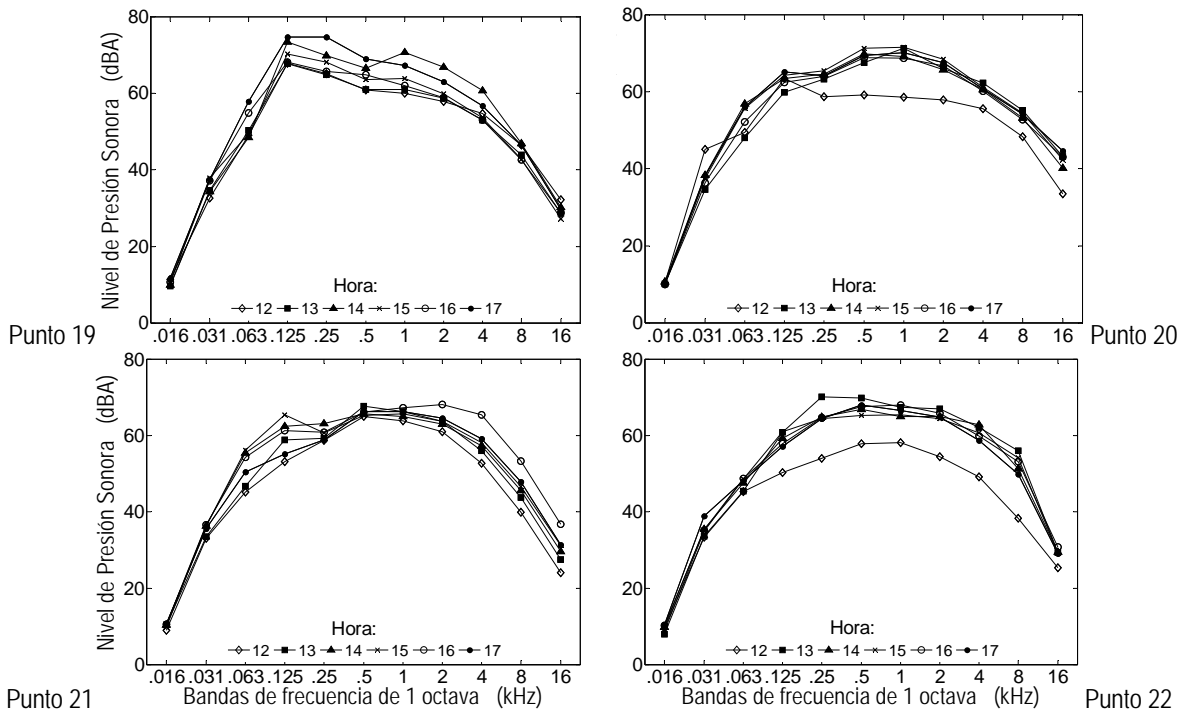 Nivel de Presión Sonora (dBA)
80
60
40
20
0
Hora:
12 13 14 15 16 17
.016 .031 .063 .125 .25 .5 1 2 4 8 16
Punto 19
80
60
40
20
0
Hora:
12 13 14 15 16 17
.016 .031 .063 .125 .25 .5 1 2 4 8 16
Punto 20
Nivel de Presión Sonora (dBA)
80
60
40
20
0
Hora:
12 13 14 15 16 17
.016 .031 .063 .125 .25 .5 1 2 4 8 16
Bandas de frecuencia de 1 octava (kHz)
Punto 21
80
60
40
20
0
Hora:
12 13 14 15 16 17
.016 .031 .063 .125 .25 .5 1 2 4 8 16
Bandas de frecuencia de 1 octava (kHz)
Punto 22